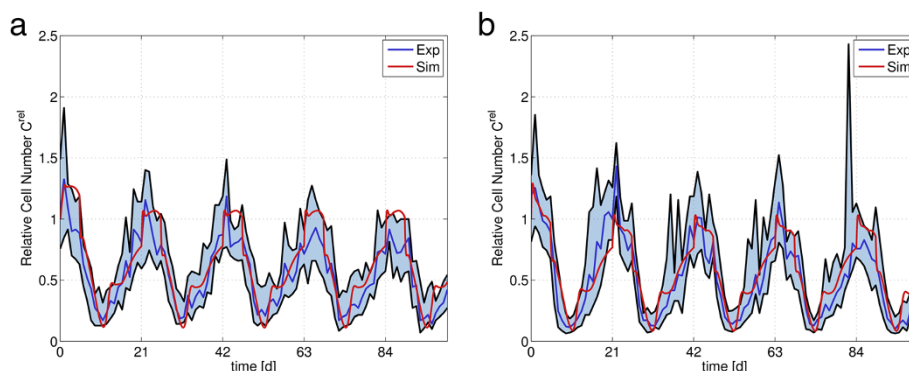 a
Relative Cell Number C^rel
2.5
2
1.5
1
0.5
0
0 21 42 63 84
time [d]
Exp
Sim
b
Relative Cell Number C^rel
2.5
2
1.5
1
0.5
0
0 21 42 63 84
time [d]
Exp
Sim